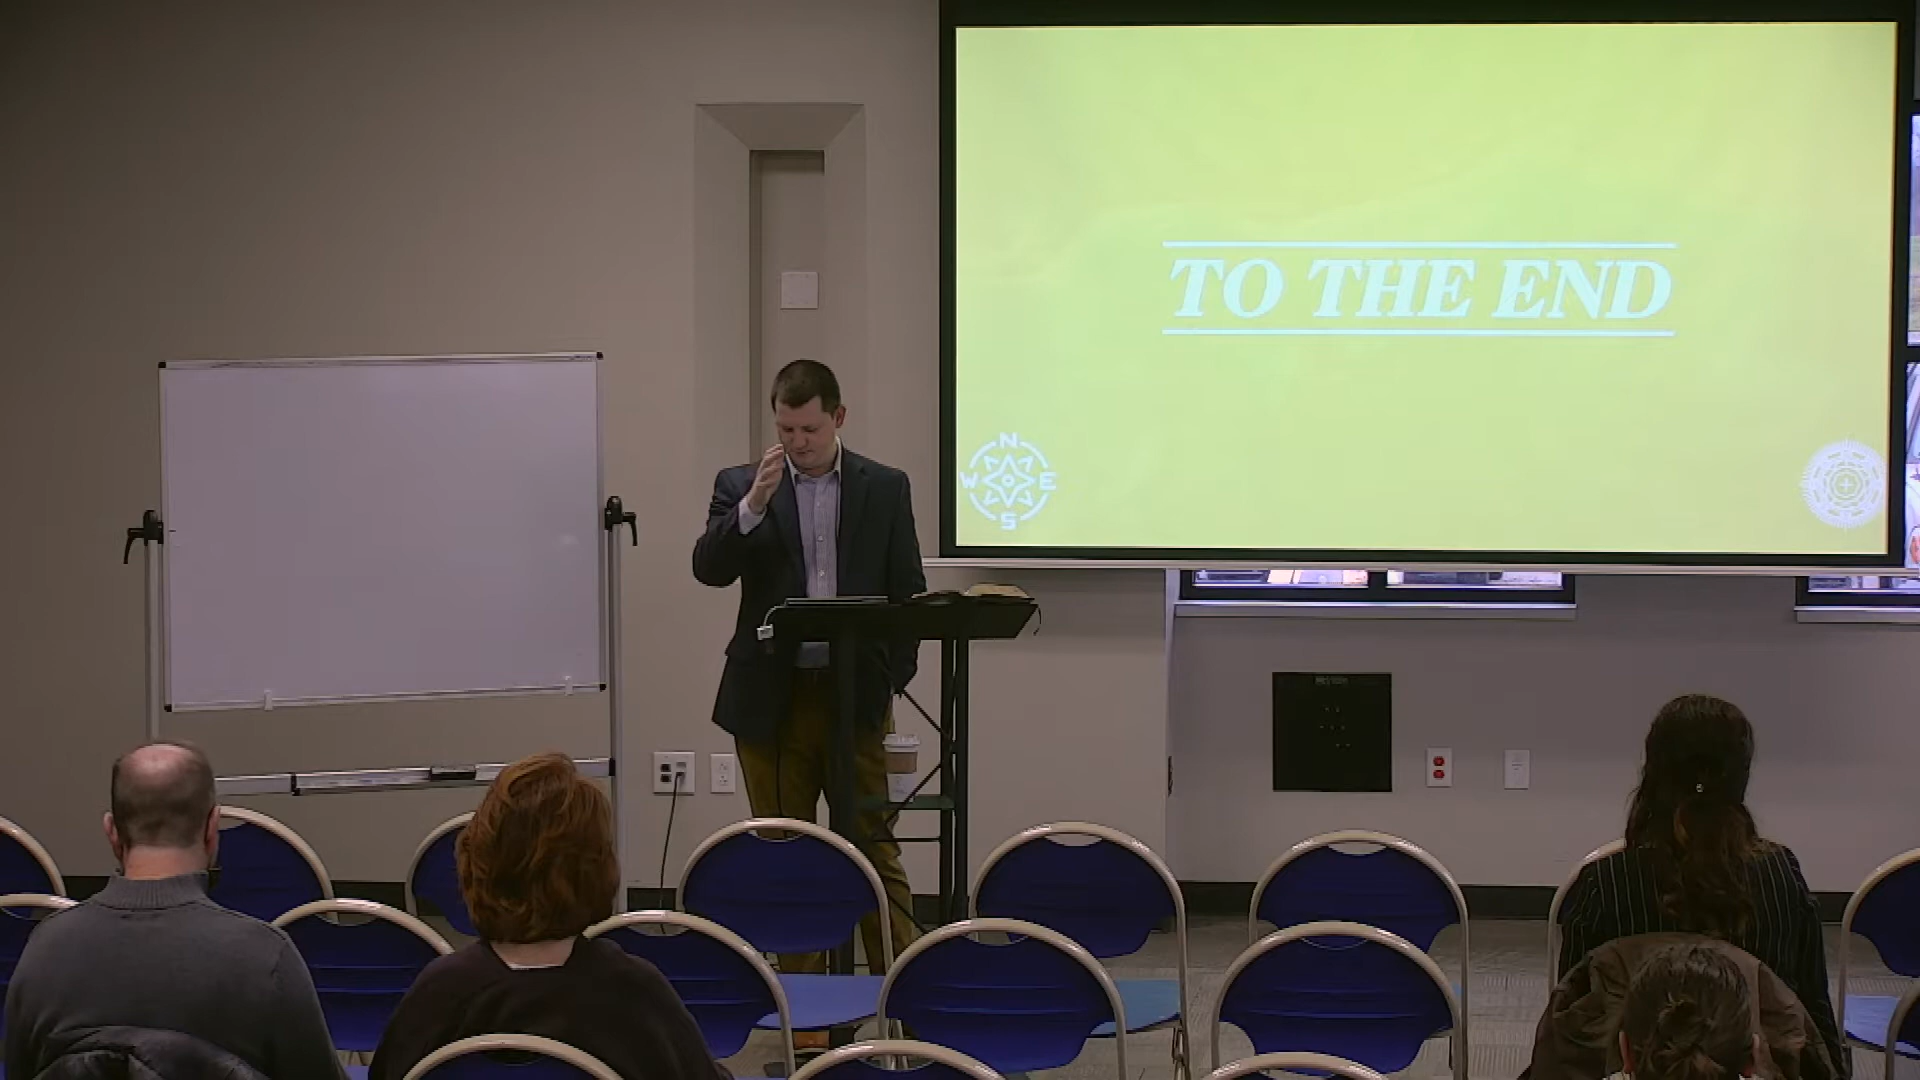 TO THE END
N
W E
S